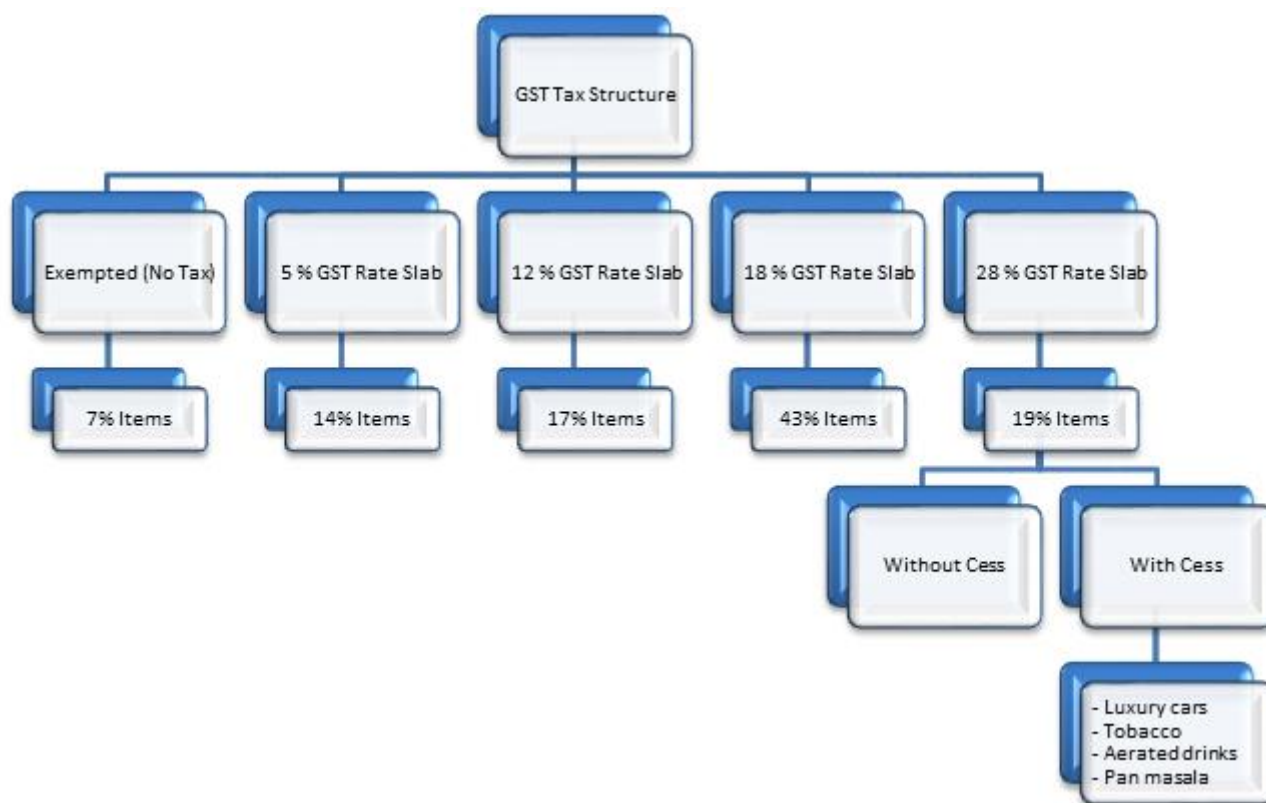 GST Tax Structure
Exempted (No Tax)
5 % GST Rate Slab
12 % GST Rate Slab
18 % GST Rate Slab
28 % GST Rate Slab
7% Items
14% Items
17% Items
43% Items
19% Items
Without Cess
With Cess
- Luxury cars
- Tobacco
- Aerated drinks
- Pan masala